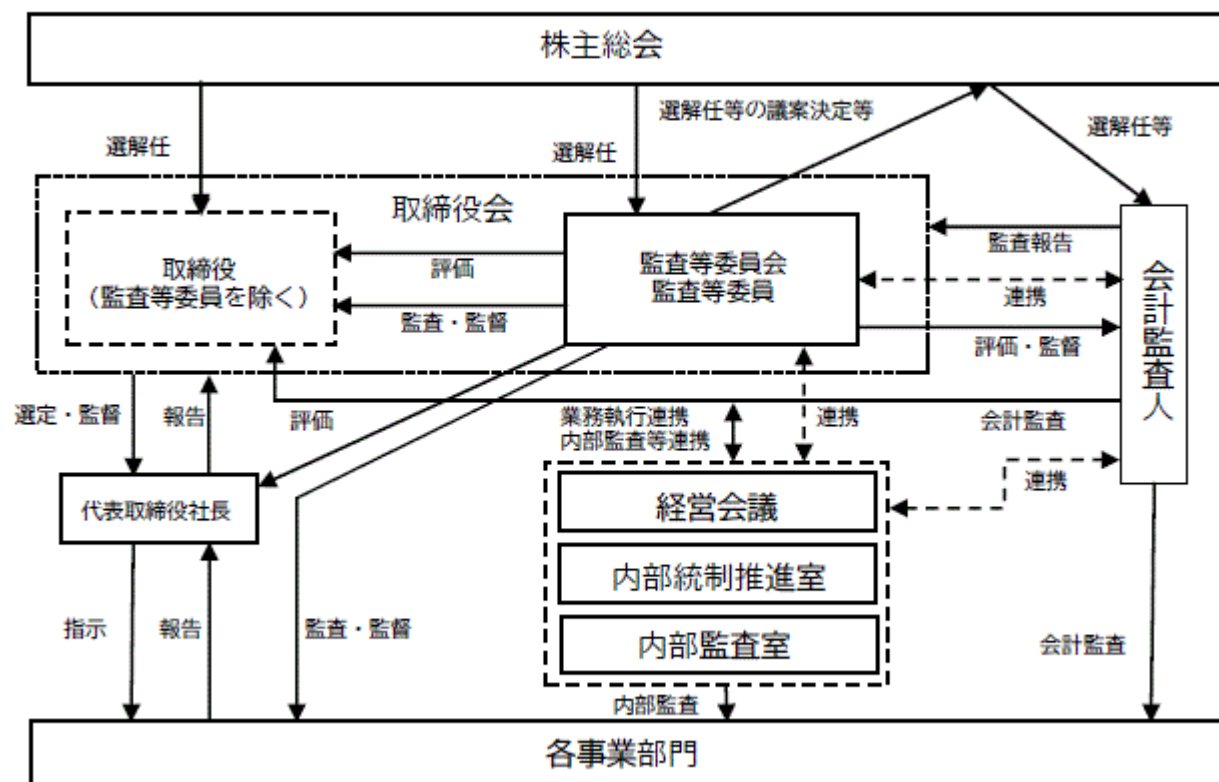 株主総会
選解任等の議案決定等
選解任等
選解任
選解任
取締役会
取締役
（監査等委員を除く）
評価
監査・監督
監査等委員会
監査等委員
監査報告
連携
評価・監督
会計監査人
選定・監督
報告
評価
業務執行連携
内部監査等連携
連携
会計監査
連携
代表取締役社長
経営会議
内部統制推進室
内部監査室
指示
報告
監査・監督
会計監査
内部監査
各事業部門